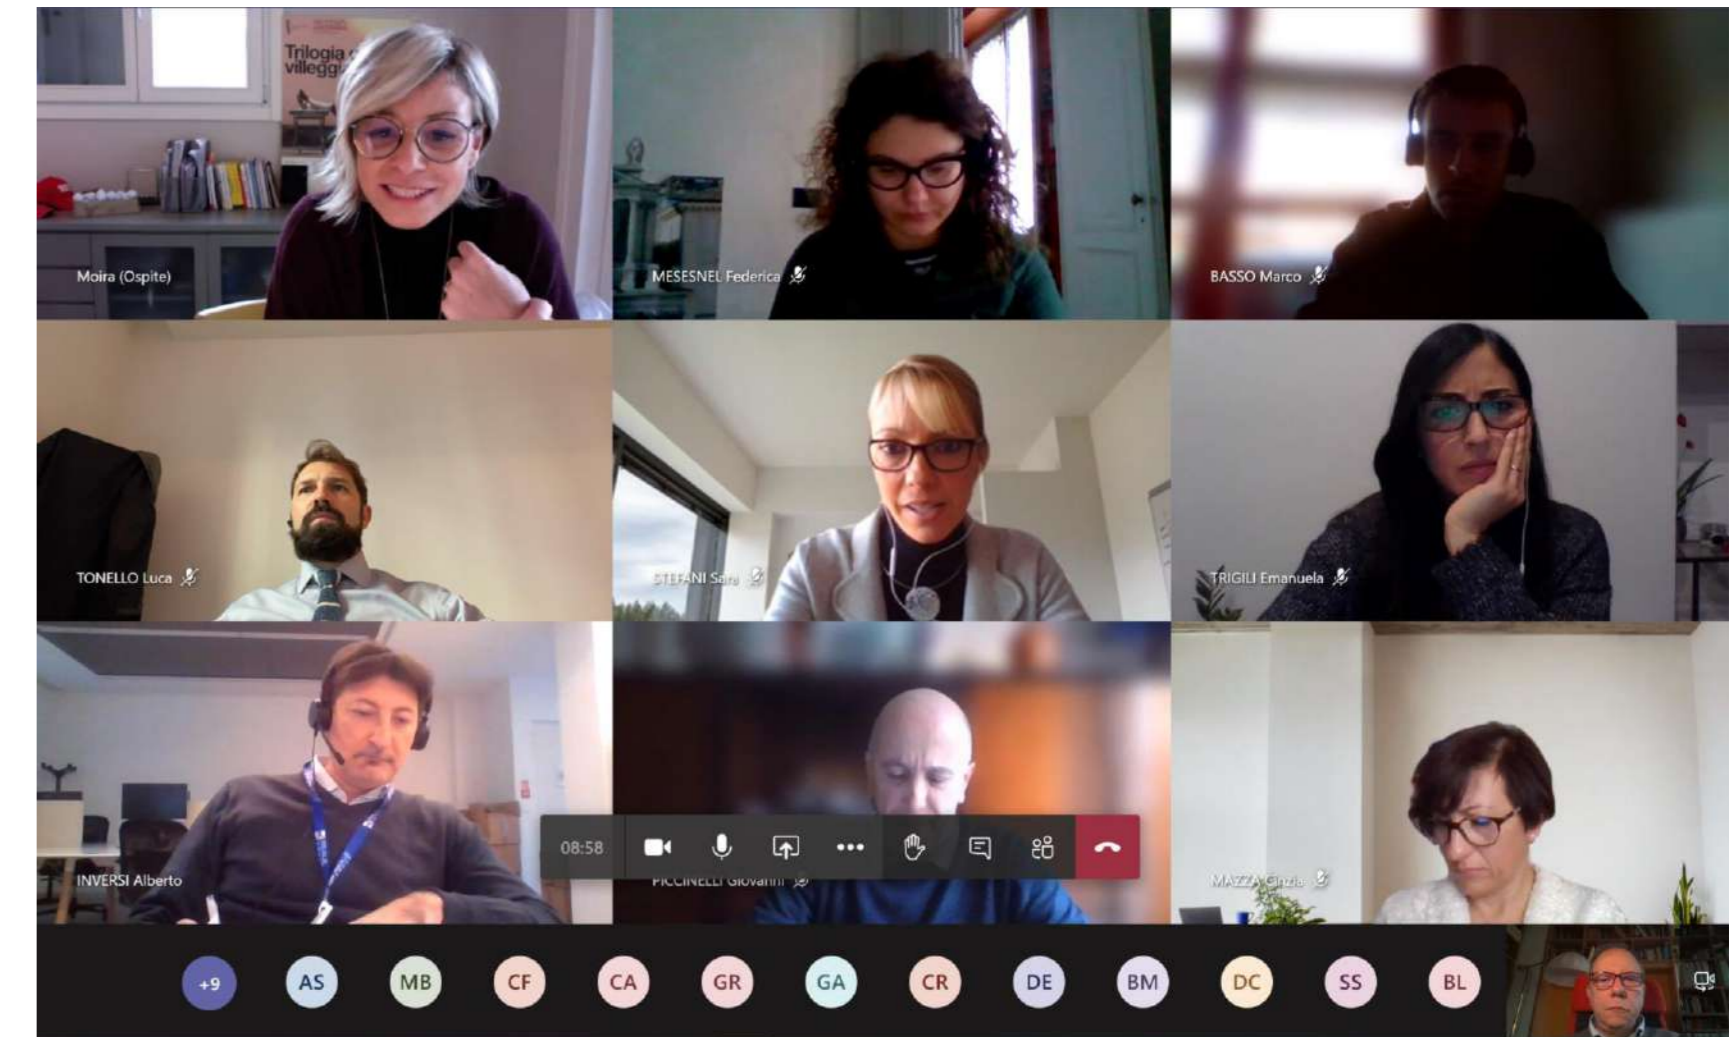 Trilogia
villegg
Moira (Ospite)
MESESNEL Federica
BASSO Marco
TONELLO Luca
STEFANI Sara
TRIGILI Emanuela
INVERSI Alberto
08:58
PICCINELLI Giovanni
MAZZA Cinzia
+9
AS
MB
CF
CA
GR
GA
CR
DE
BM
DC
SS
BL